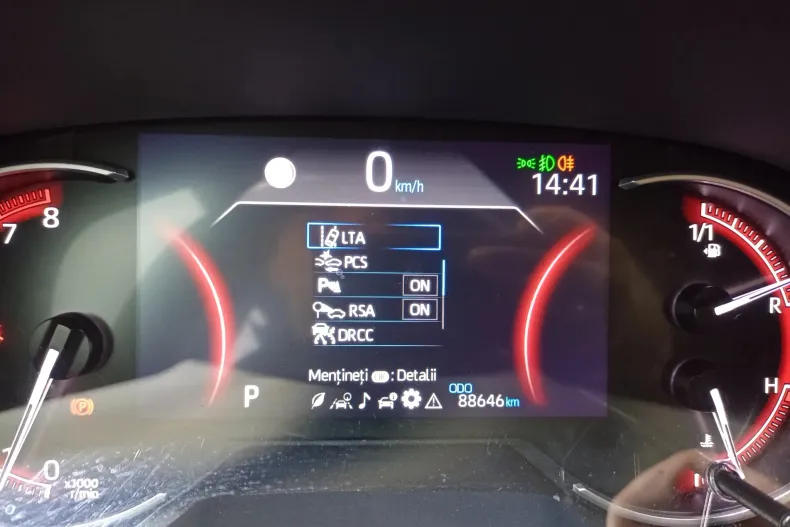 0 km/h
14:41
8
7
1/1
LTA
PCS
P ON
RSA ON
DRCC
R
Mențineți : Detalii
P
ODO
88646 km
H
0
x1000
r/min